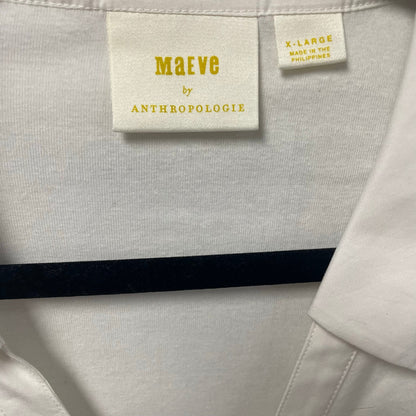 MaEve
by
ANTHROPOLOGIE
X-LARGE
MADE IN THE
PHILIPPINES